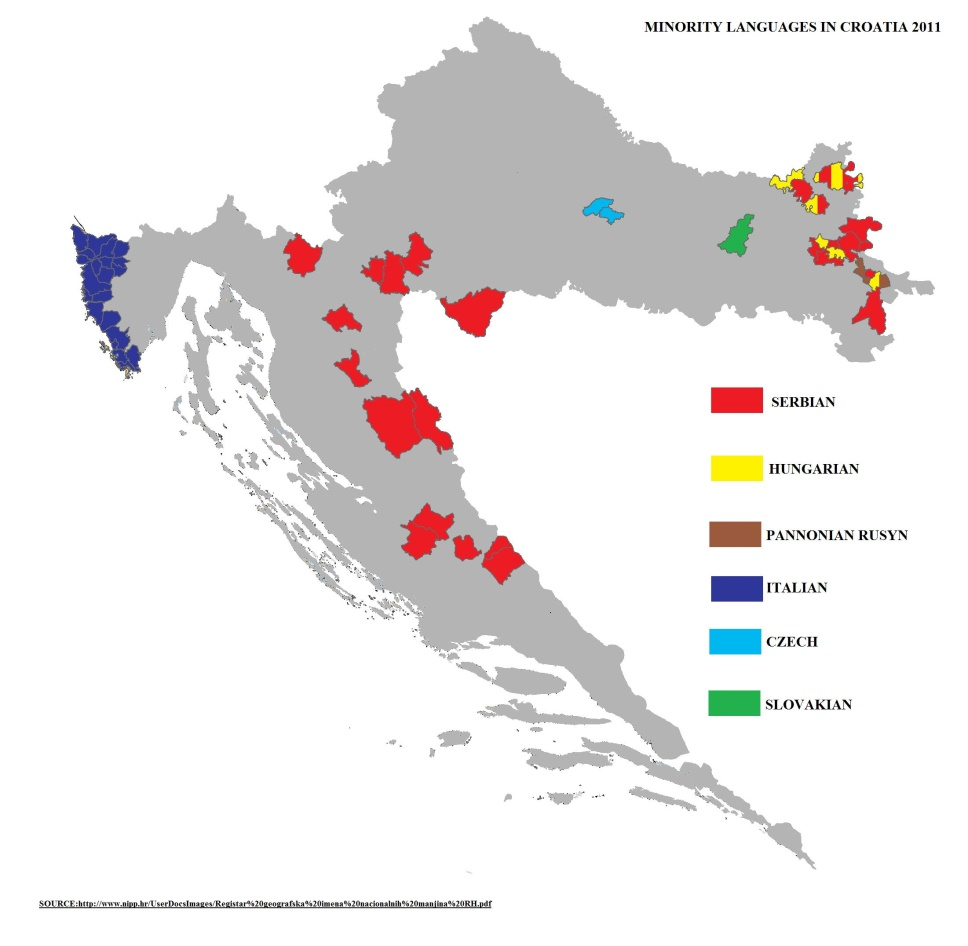 MINORITY LANGUAGES IN CROATIA 2011
SERBIAN
HUNGARIAN
PANNONIAN RUSYN
ITALIAN
CZECH
SLOVAKIAN
SOURCE:http://www.nipp.hr/UserDocsImages/Registar%20geografska%20imena%20nacionalnih%20manjina%20RH.pdf